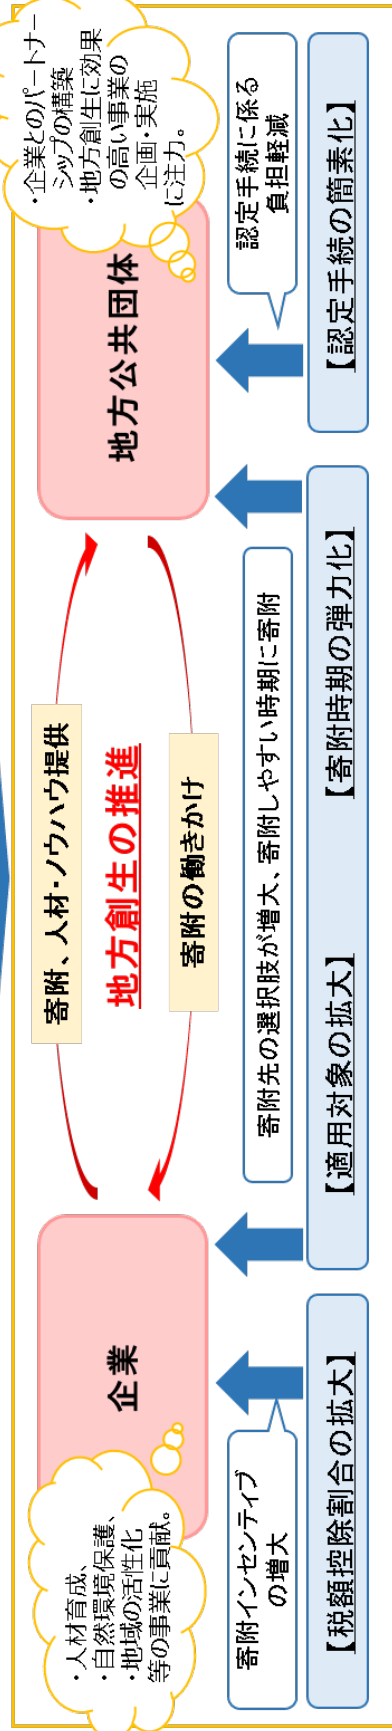 ・人材育成、
・自然環境保護、
・地域の活性化
等の事業に貢献。
企業
寄附、人材・ノウハウ提供
地方創生の推進
寄附の働きかけ
・企業とのパートナー
シップの構築
・地方創生に効果
の高い事業の
企画・実施
に注力。
地方公共団体
寄附インセンティブ
の増大
寄附先の選択肢が増大、寄附しやすい時期に寄附
認定手続に係る
負担軽減
【税額控除割合の拡大】
【適用対象の拡大】
【寄附時期の弾力化】
【認定手続の簡素化】